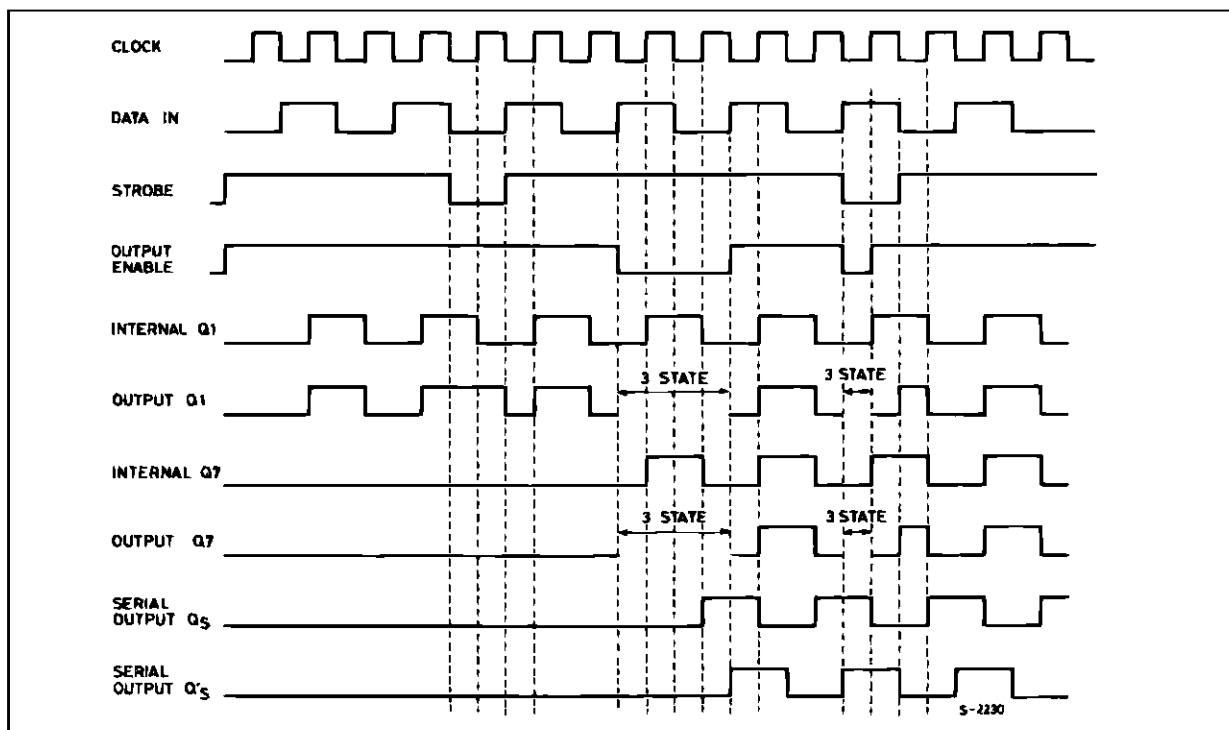 CLOCK
DATA IN
STROBE
OUTPUT
ENABLE
INTERNAL Q1
3 STATE
3 STATE
OUTPUT Q1
INTERNAL Q7
3 STATE
3 STATE
OUTPUT Q7
SERIAL
OUTPUT QS
SERIAL
OUTPUT Q'S
S-2230